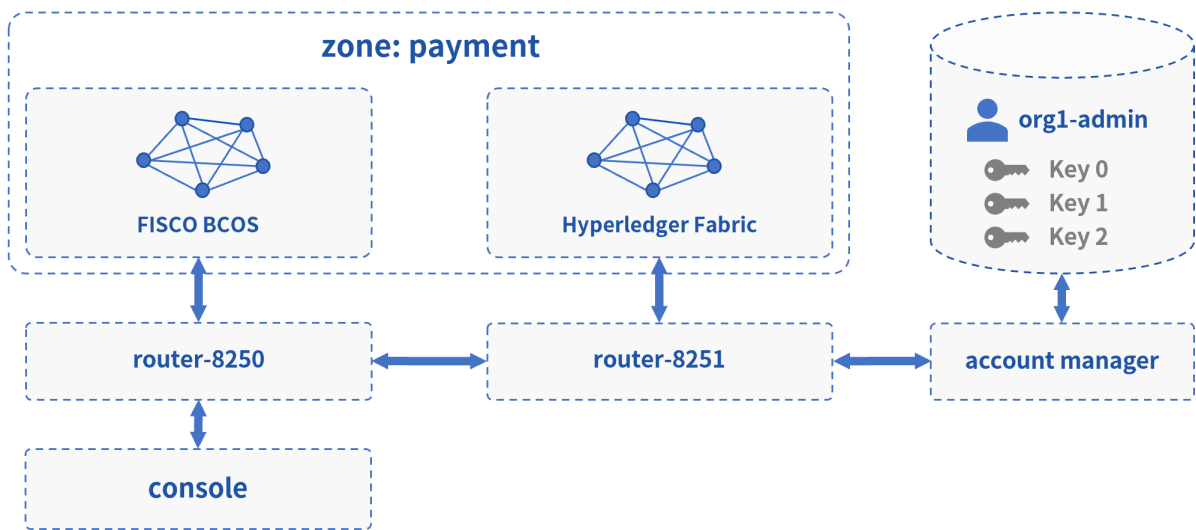 zone: payment
FISCO BCOS
Hyperledger Fabric
org1-admin
Key 0
Key 1
Key 2
router-8250
router-8251
account manager
console